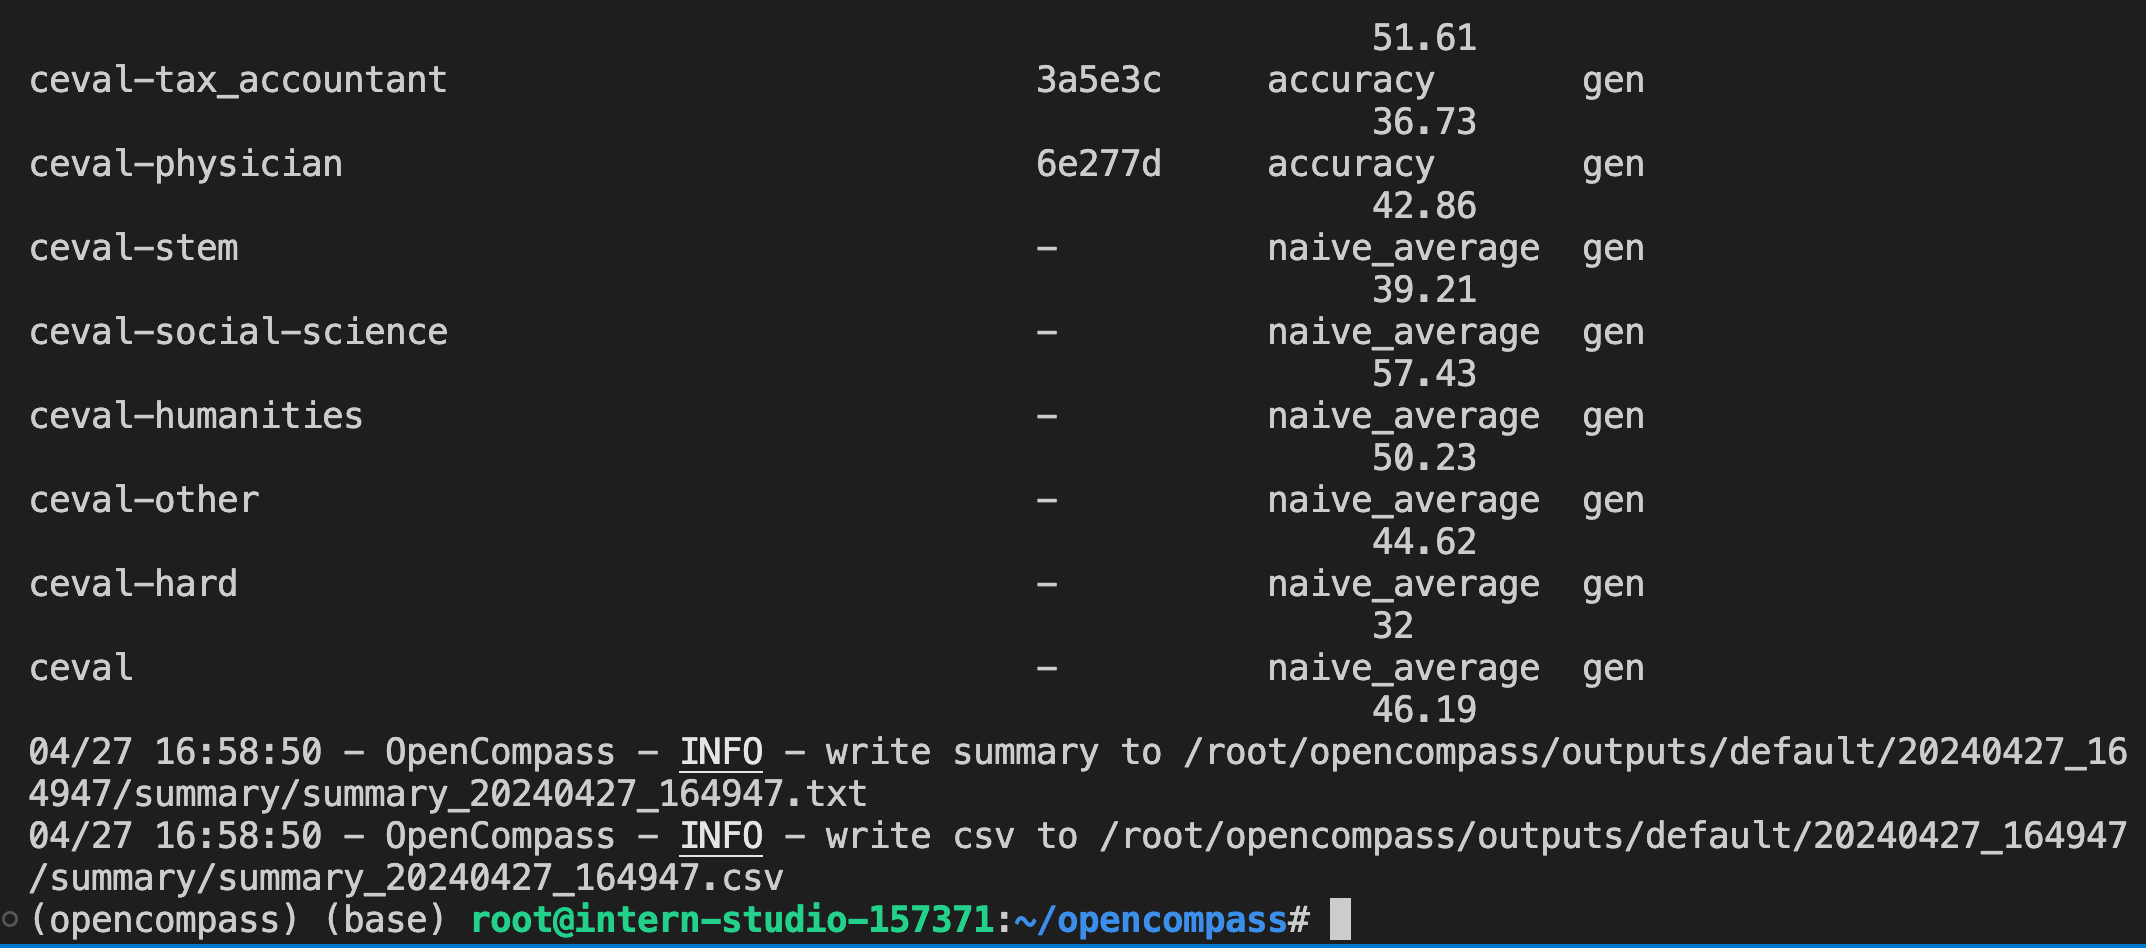 51.61
ceval-tax_accountant 3a5e3c accuracy gen
36.73
ceval-physician 6e277d accuracy gen
42.86
ceval-stem - naive_average gen
39.21
ceval-social-science - naive_average gen
57.43
ceval-humanities - naive_average gen
50.23
ceval-other - naive_average gen
44.62
ceval-hard - naive_average gen
32
ceval - naive_average gen
46.19
04/27 16:58:50 - OpenCompass - INFO - write summary to /root/opencompass/outputs/default/20240427_16
4947/summary/summary_20240427_164947.txt
04/27 16:58:50 - OpenCompass - INFO - write csv to /root/opencompass/outputs/default/20240427_164947
/summary/summary_20240427_164947.csv
(opencompass) (base) root@intern-studio-157371:~/opencompass#